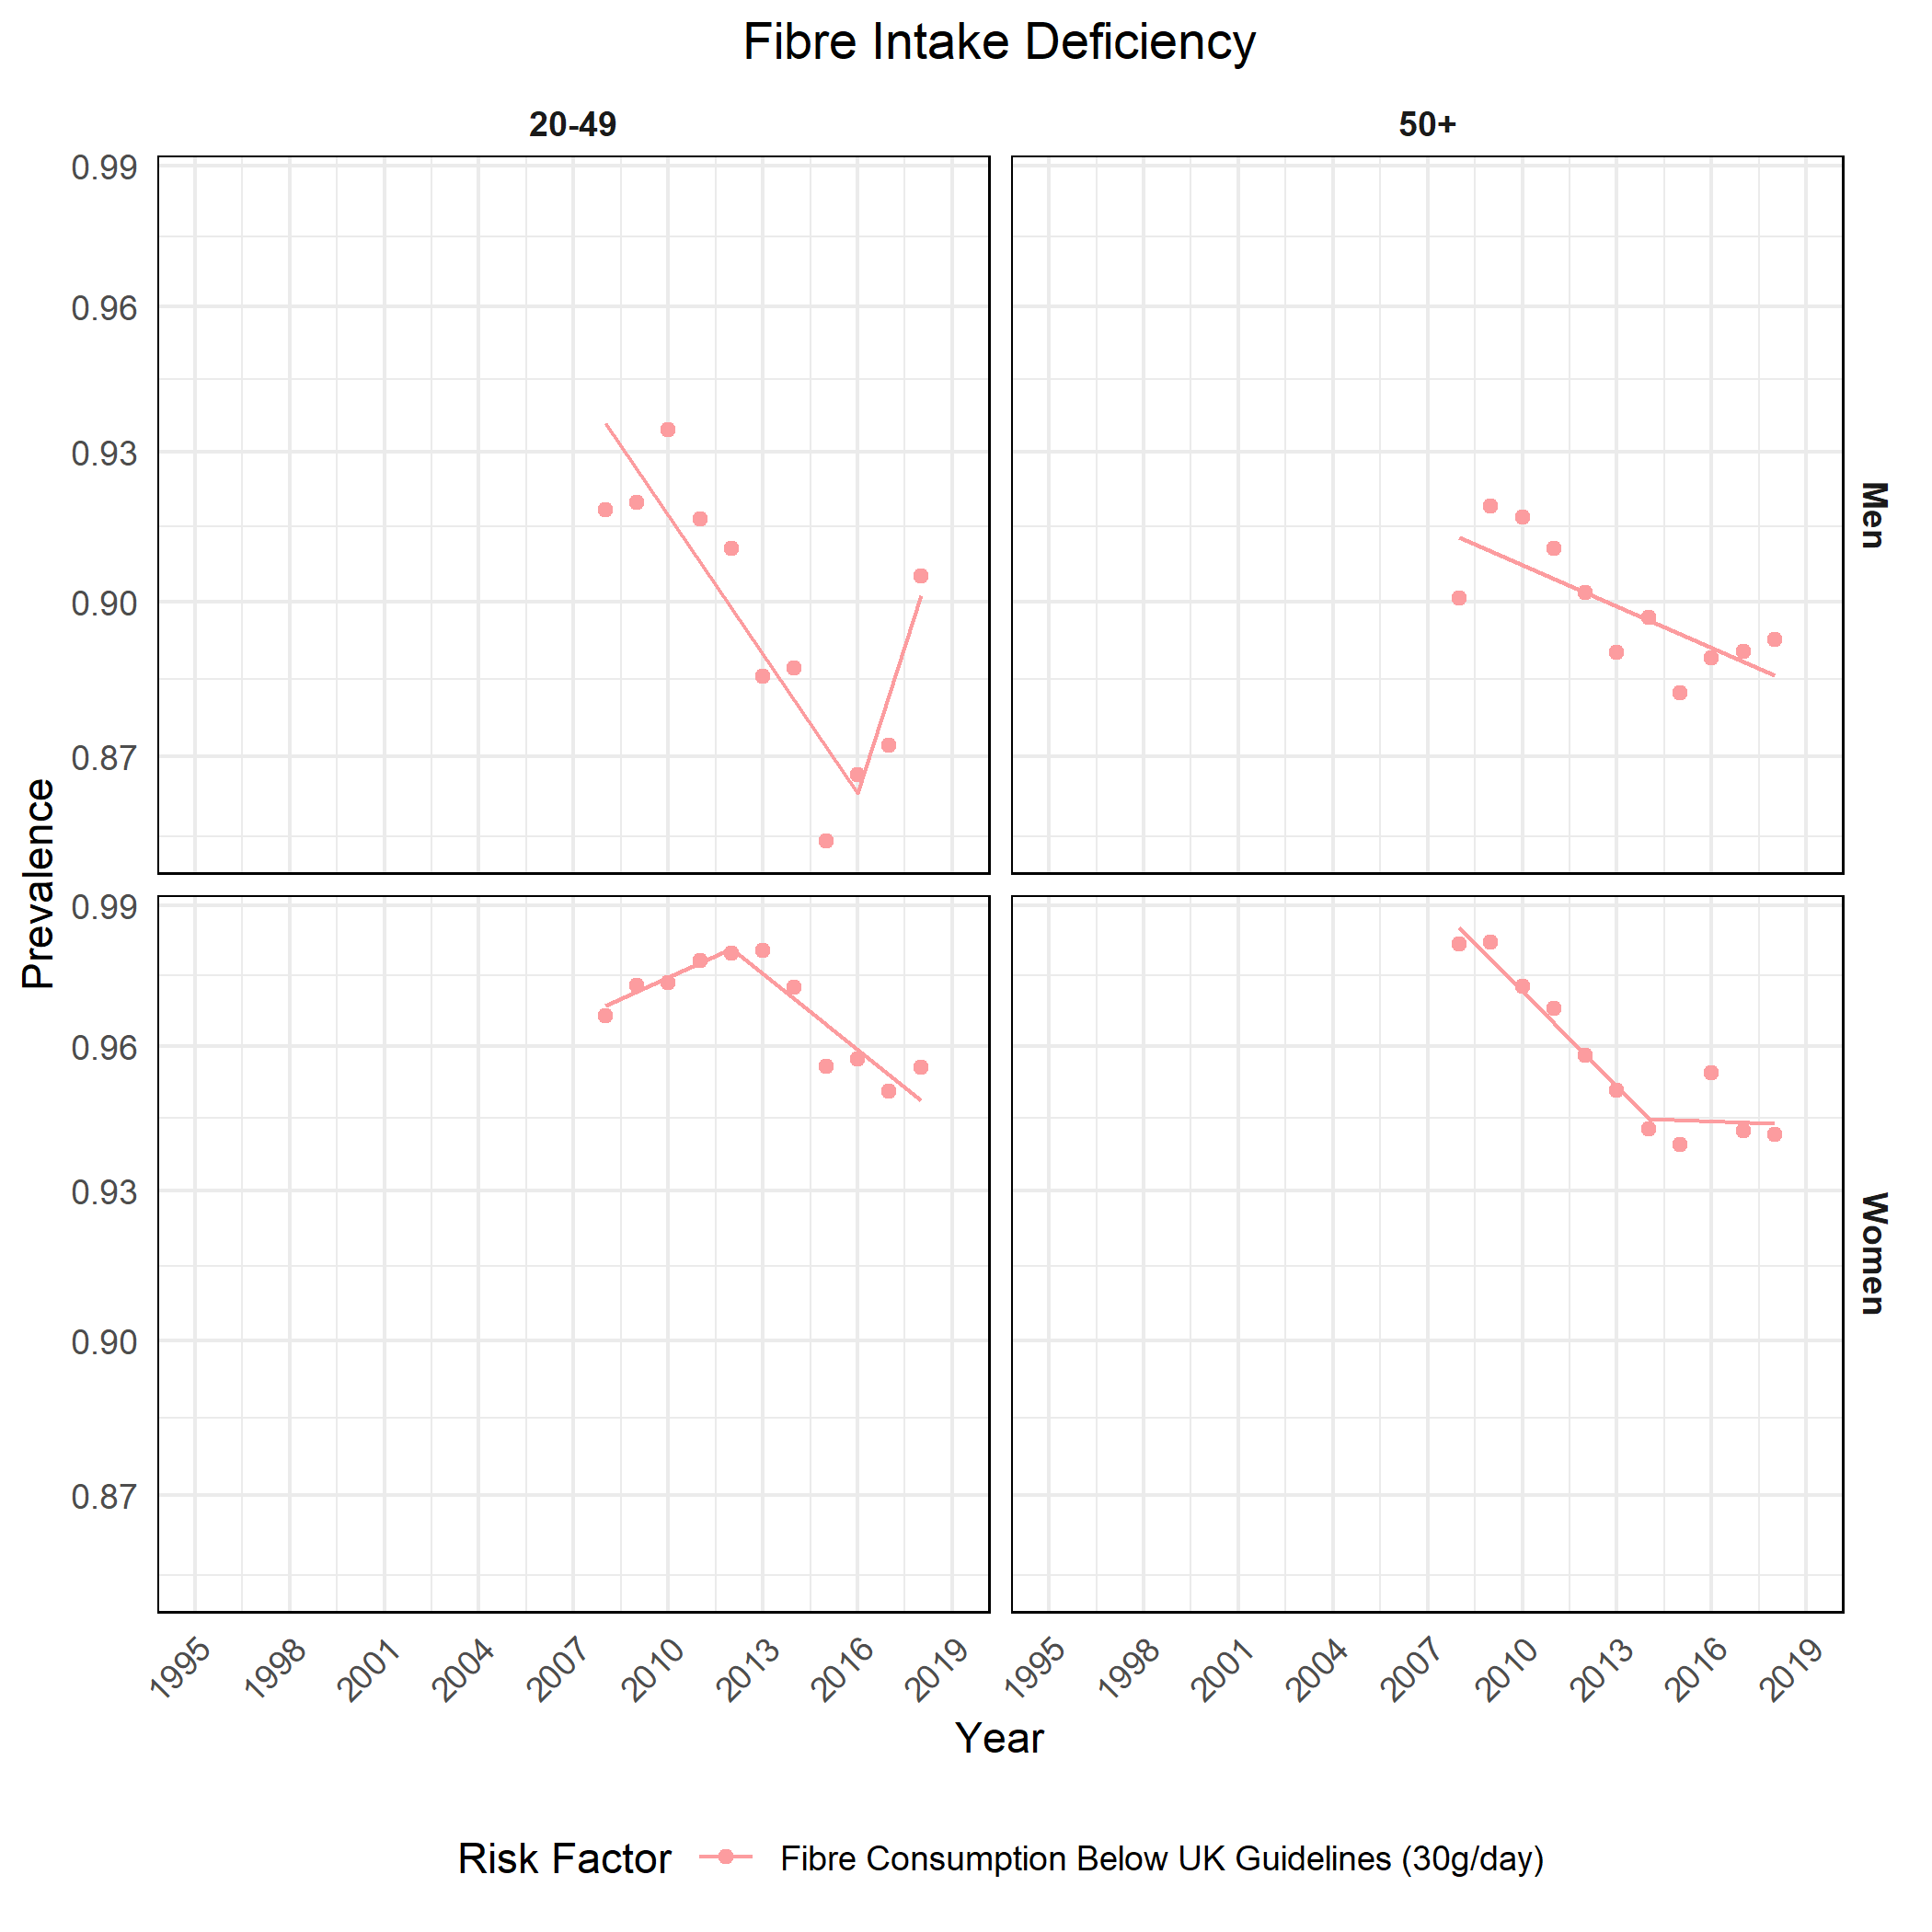 Fibre Intake Deficiency
20-49
50+
0.99
0.96
0.93
0.90
0.87
Men
Prevalence
0.99
0.96
0.93
0.90
0.87
Women
1995 1998 2001 2004 2007 2010 2013 2016 2019
1995 1998 2001 2004 2007 2010 2013 2016 2019
Year
Risk Factor
Fibre Consumption Below UK Guidelines (30g/day)